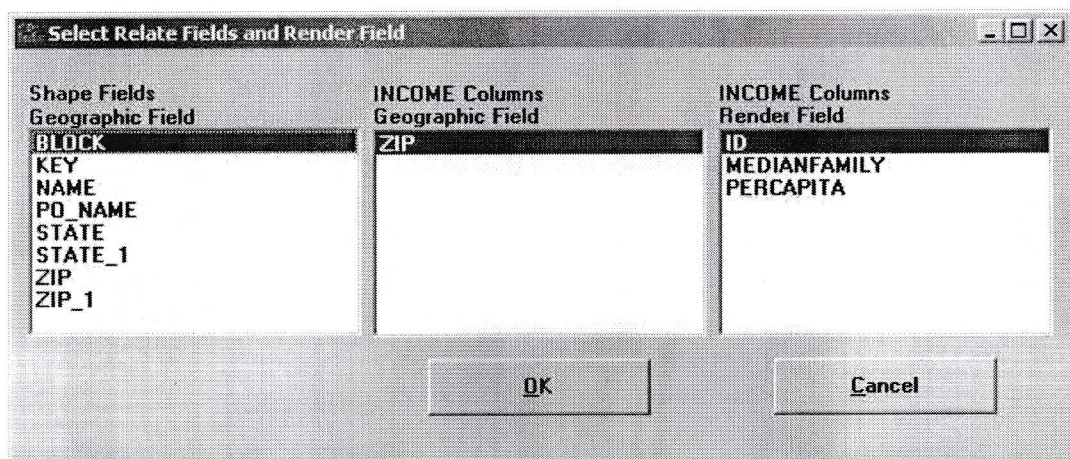 Select Relate Fields and Render Field
Shape Fields
Geographic Field
BLOCK
KEY
NAME
PO_NAME
STATE
STATE_1
ZIP
ZIP_1
INCOME Columns
Geographic Field
ZIP
INCOME Columns
Render Field
ID
MEDIANFAMILY
PERCAPITA
OK
Cancel